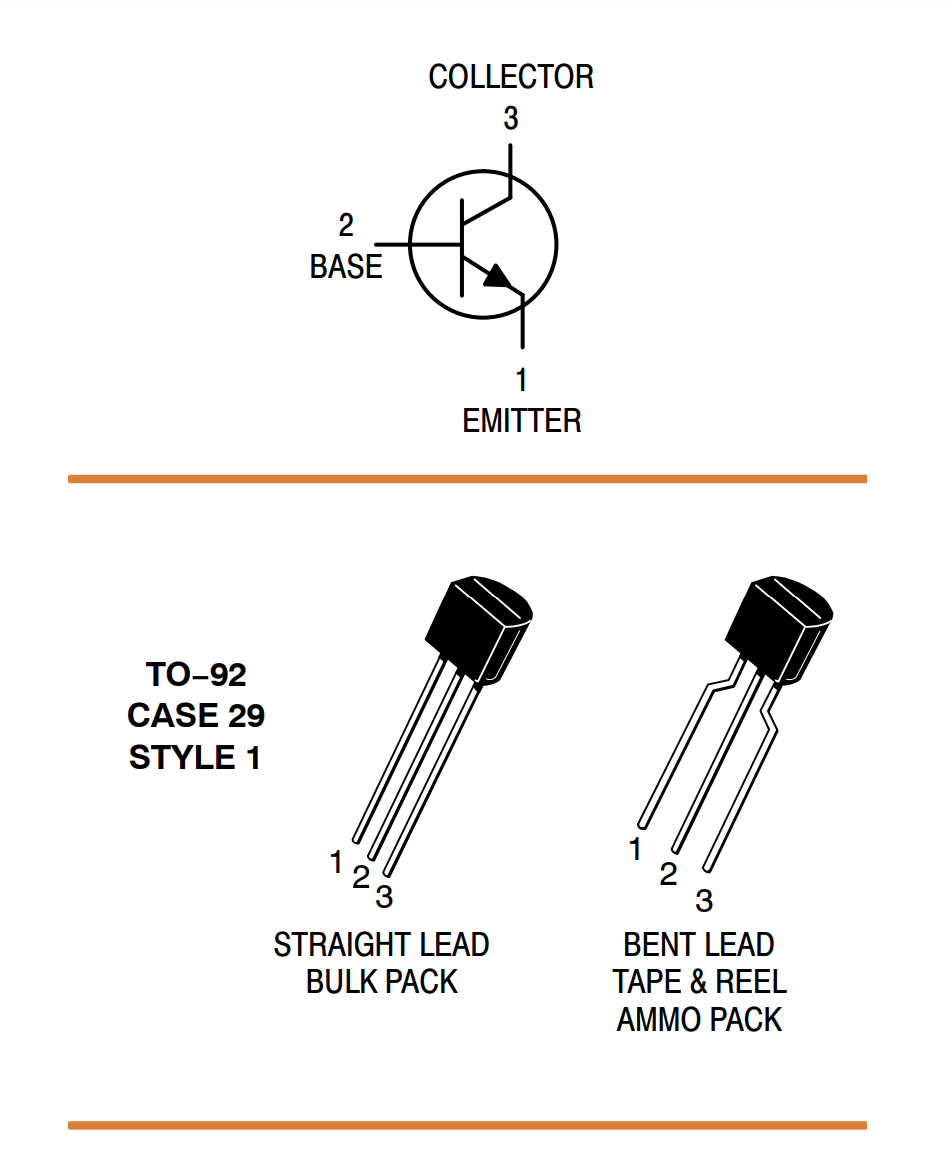 COLLECTOR
3
2
BASE
1
EMITTER
TO−92
CASE 29
STYLE 1
1
2
3
STRAIGHT LEAD
BULK PACK
1
2
3
BENT LEAD
TAPE & REEL
AMMO PACK